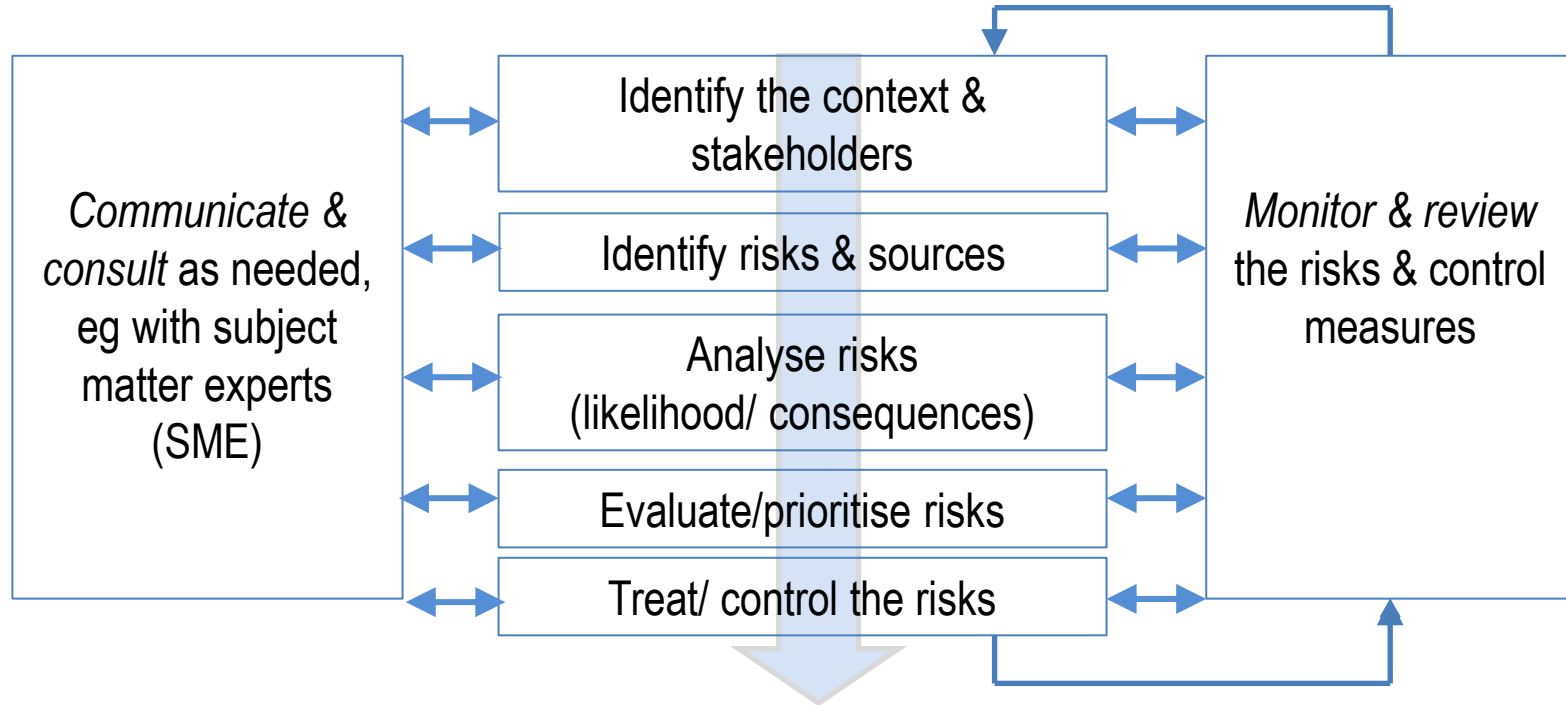 Communicate &
consult as needed,
eg with subject
matter experts
(SME)
Identify the context &
stakeholders
Identify risks & sources
Analyse risks
(likelihood/ consequences)
Evaluate/prioritise risks
Treat/ control the risks
Monitor & review
the risks & control
measures